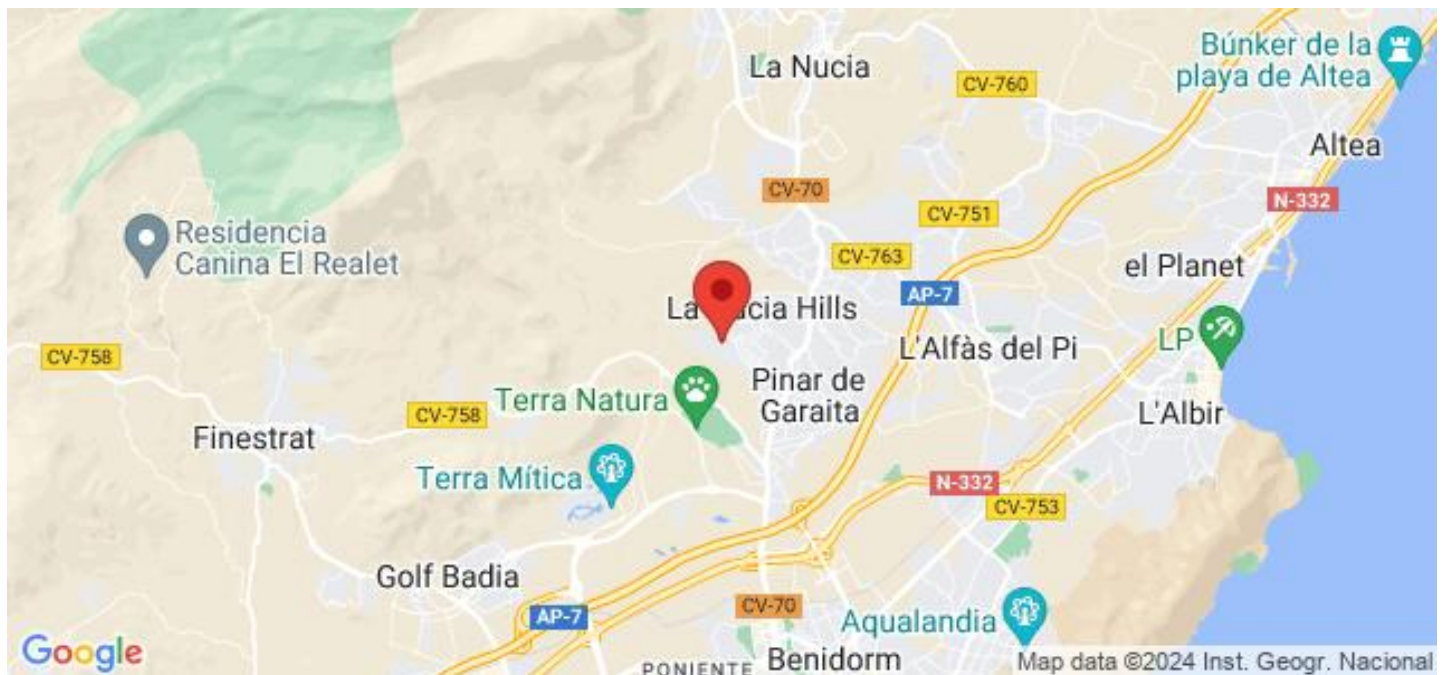 Búnker de la
playa de Altea
La Nucia
CV-760
Altea
CV-70
N-332
CV-751
Residencia
Canina El Realet
CV-763
el Planet
AP-7
La Nucia Hills
LP
CV-758
L'Alfàs del Pi
Pinar de
Garaita
Terra Natura
CV-758
L'Albir
Finestrat
Terra Mítica
N-332
CV-753
Golf Badia
CV-70
AP-7
Aqualandia
Google
PONIENTE
Benidorm
Map data ©2024 Inst. Geogr. Nacional